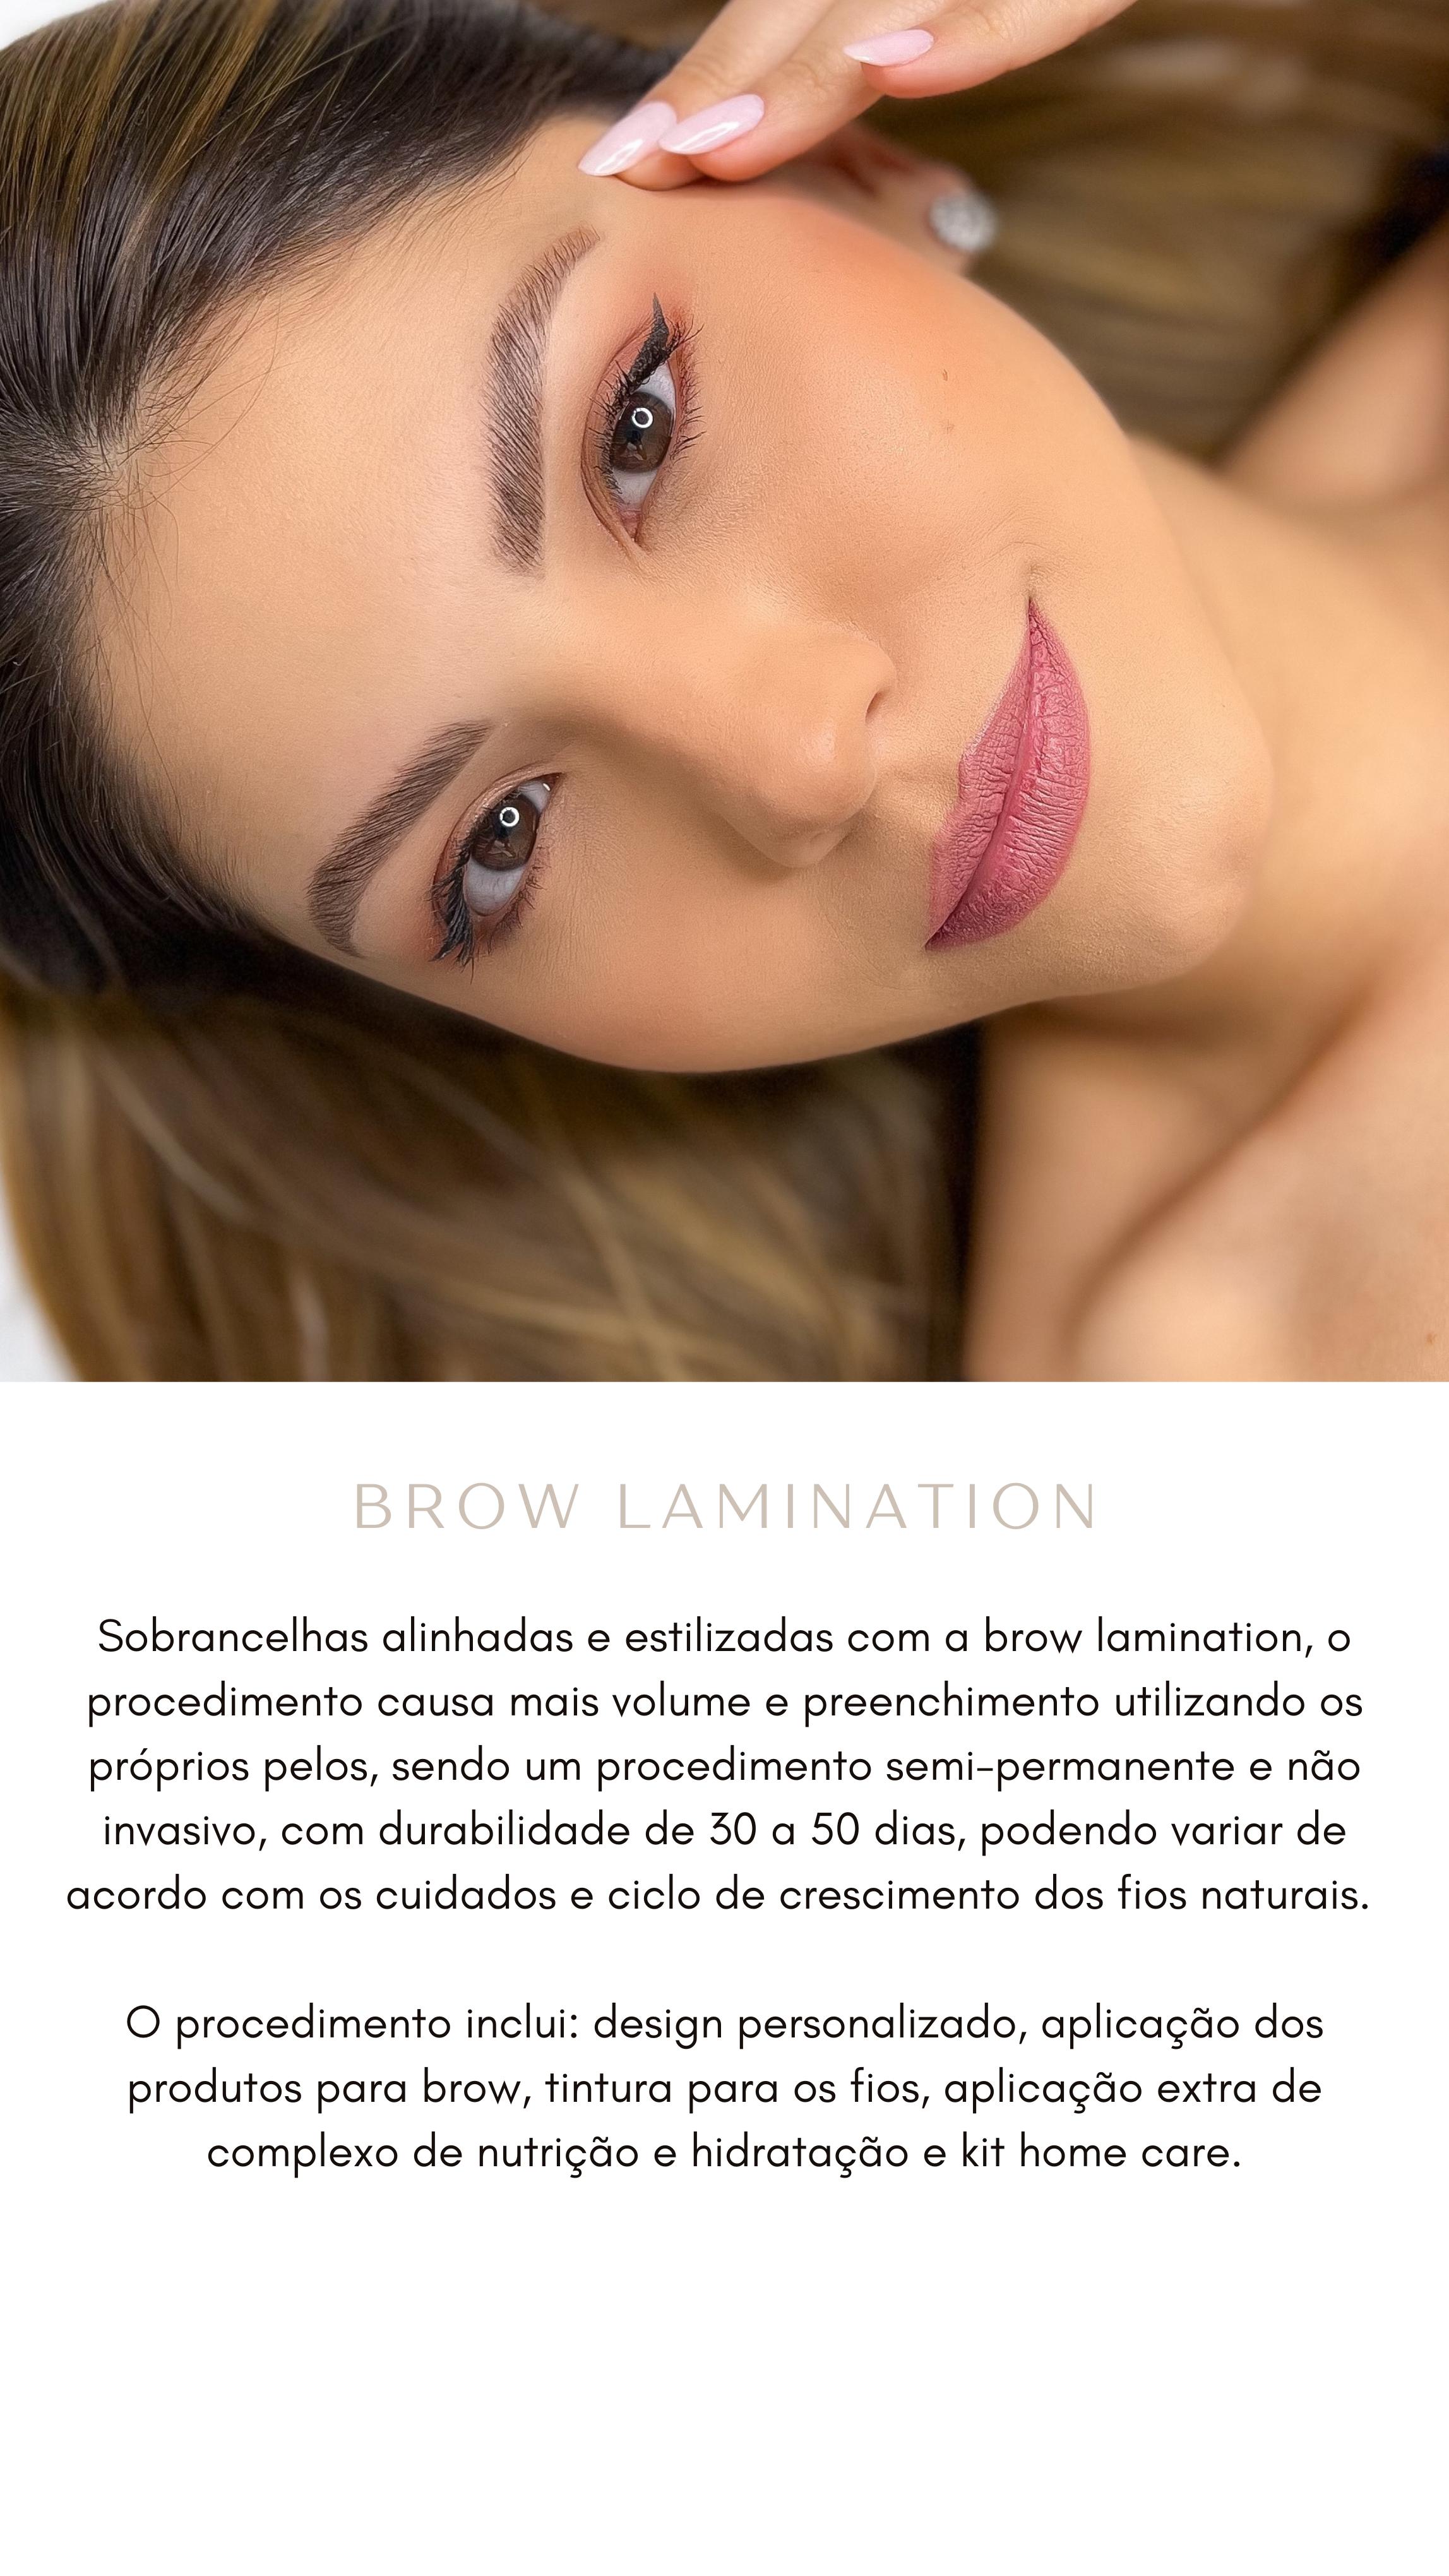 BROW LAMINATION
Sobrancelhas alinhadas e estilizadas com a brow lamination, o
procedimento causa mais volume e preenchimento utilizando os
próprios pelos, sendo um procedimento semi-permanente e não
invasivo, com durabilidade de 30 a 50 dias, podendo variar de
acordo com os cuidados e ciclo de crescimento dos fios naturais.
O procedimento inclui: design personalizado, aplicação dos
produtos para brow, tintura para os fios, aplicação extra de
complexo de nutrição e hidratação e kit home care.